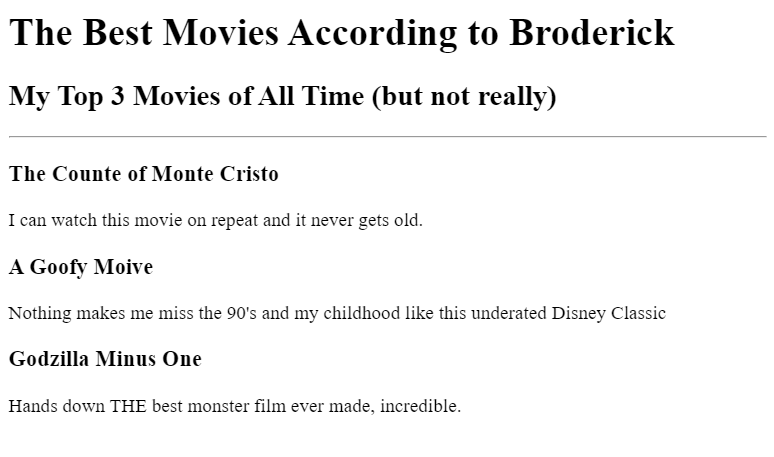 The Best Movies According to Broderick
My Top 3 Movies of All Time (but not really)
The Counte of Monte Cristo
I can watch this movie on repeat and it never gets old.
A Goofy Moive
Nothing makes me miss the 90's and my childhood like this underated Disney Classic
Godzilla Minus One
Hands down THE best monster film ever made, incredible.